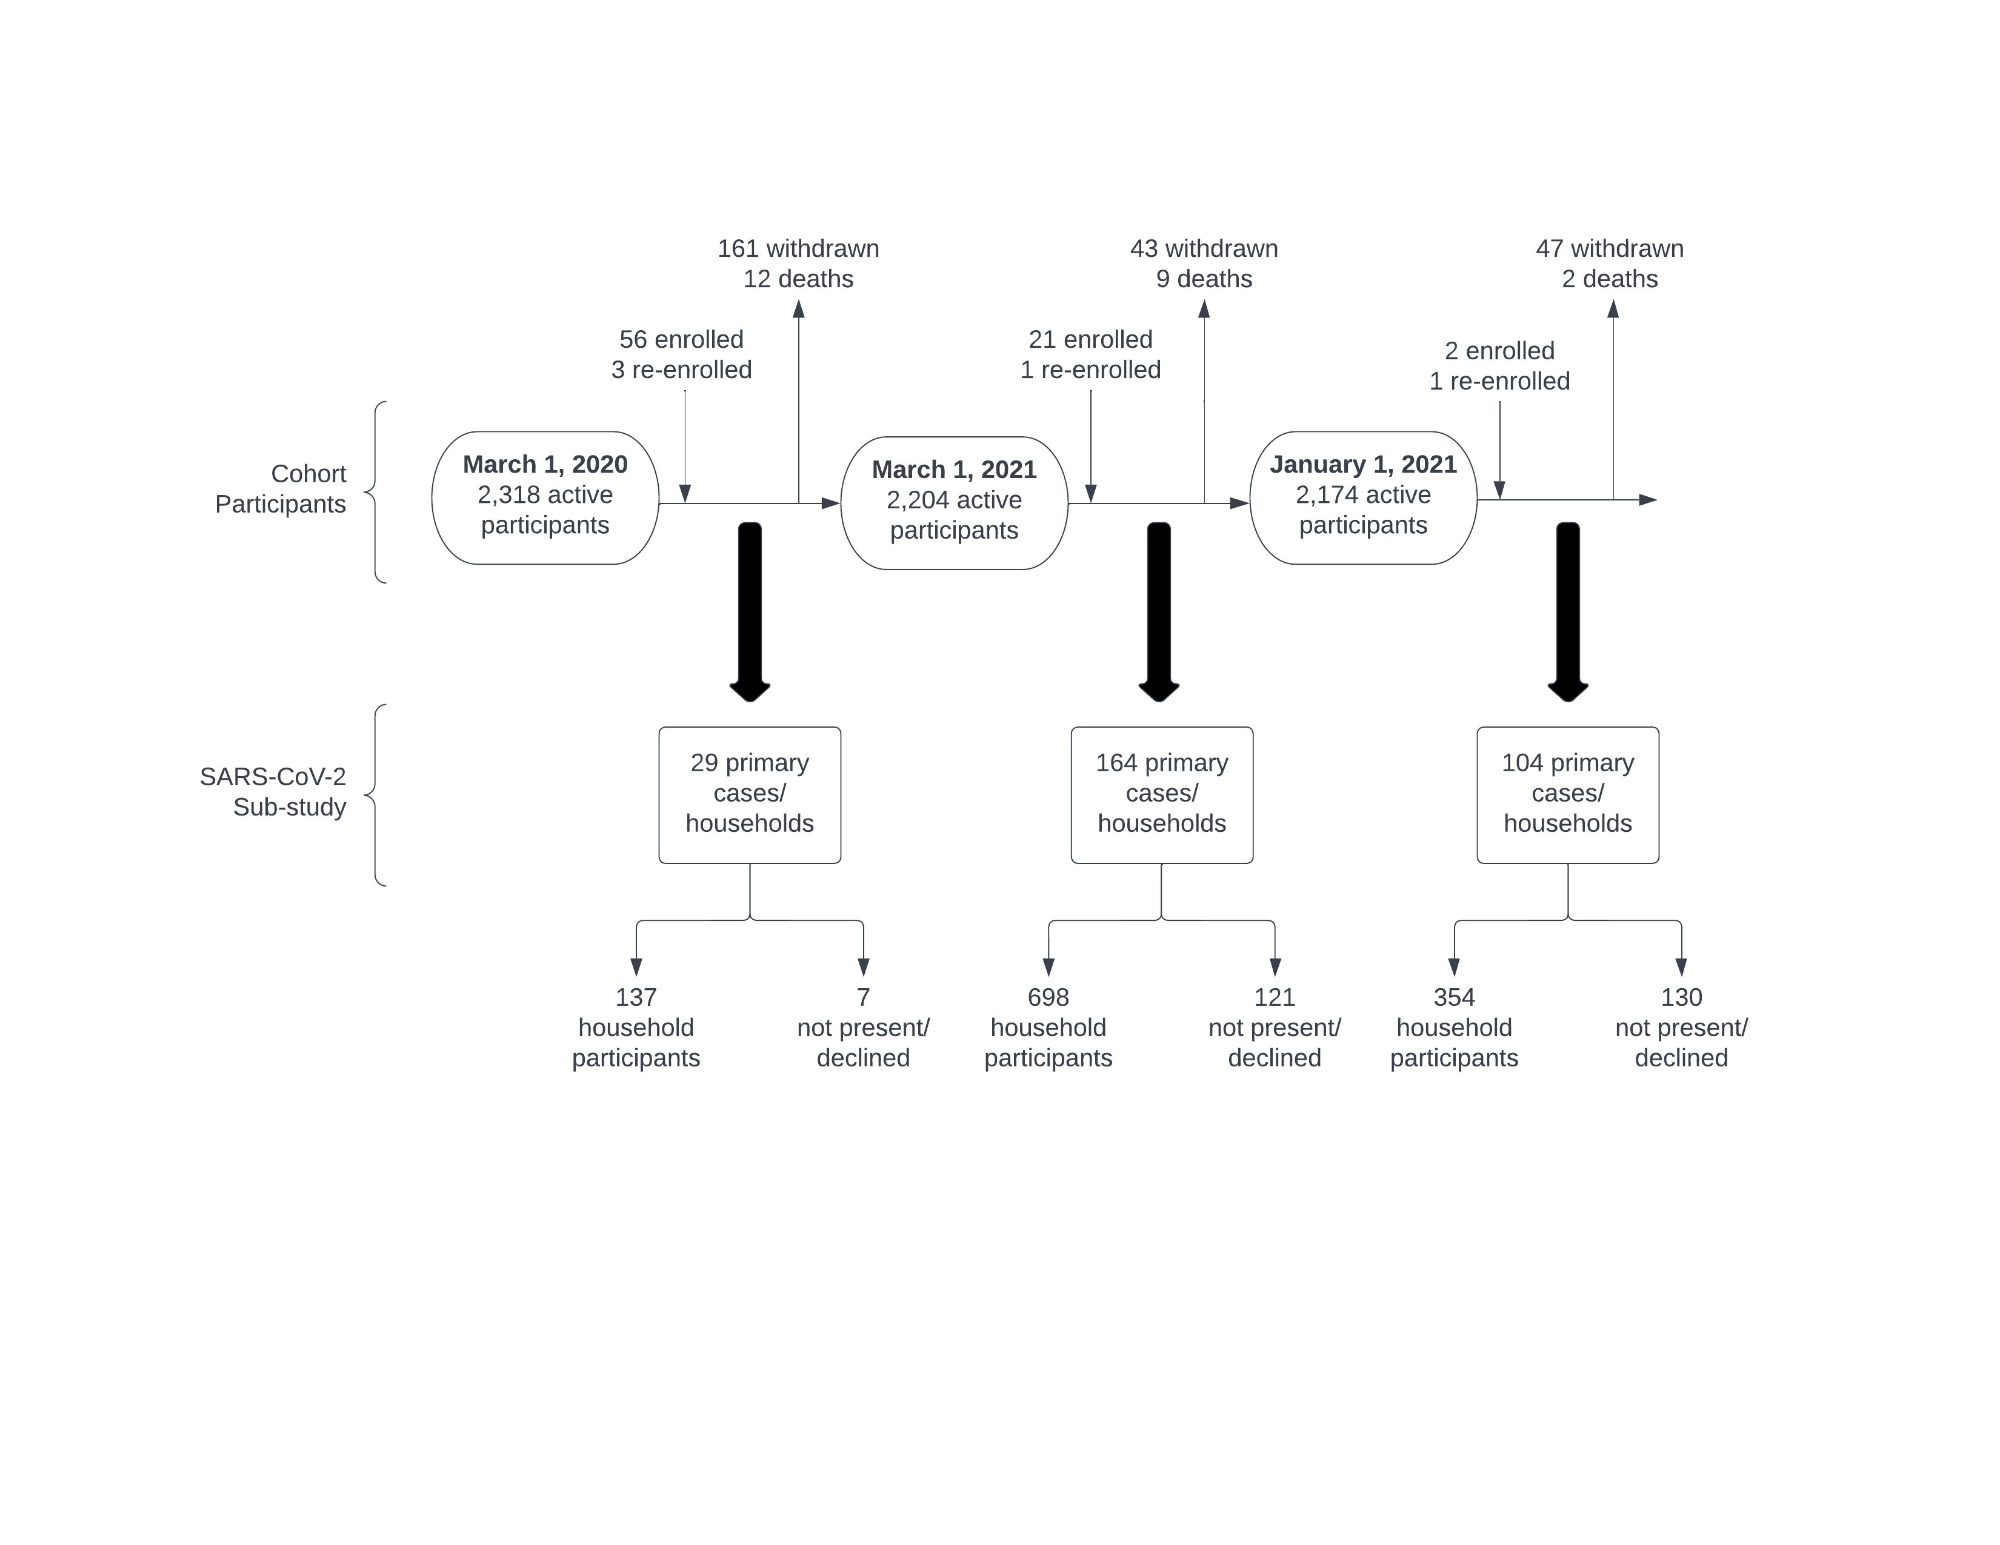 161 withdrawn
12 deaths
43 withdrawn
9 deaths
47 withdrawn
2 deaths
56 enrolled
3 re-enrolled
21 enrolled
1 re-enrolled
2 enrolled
1 re-enrolled
Cohort
Participants
March 1, 2020
2,318 active
participants
March 1, 2021
2,204 active
participants
January 1, 2021
2,174 active
participants
SARS-CoV-2
Sub-study
29 primary
cases/
households
164 primary
cases/
households
104 primary
cases/
households
137
household
participants
7
not present/
declined
698
household
participants
121
not present/
declined
354
household
participants
130
not present/
declined